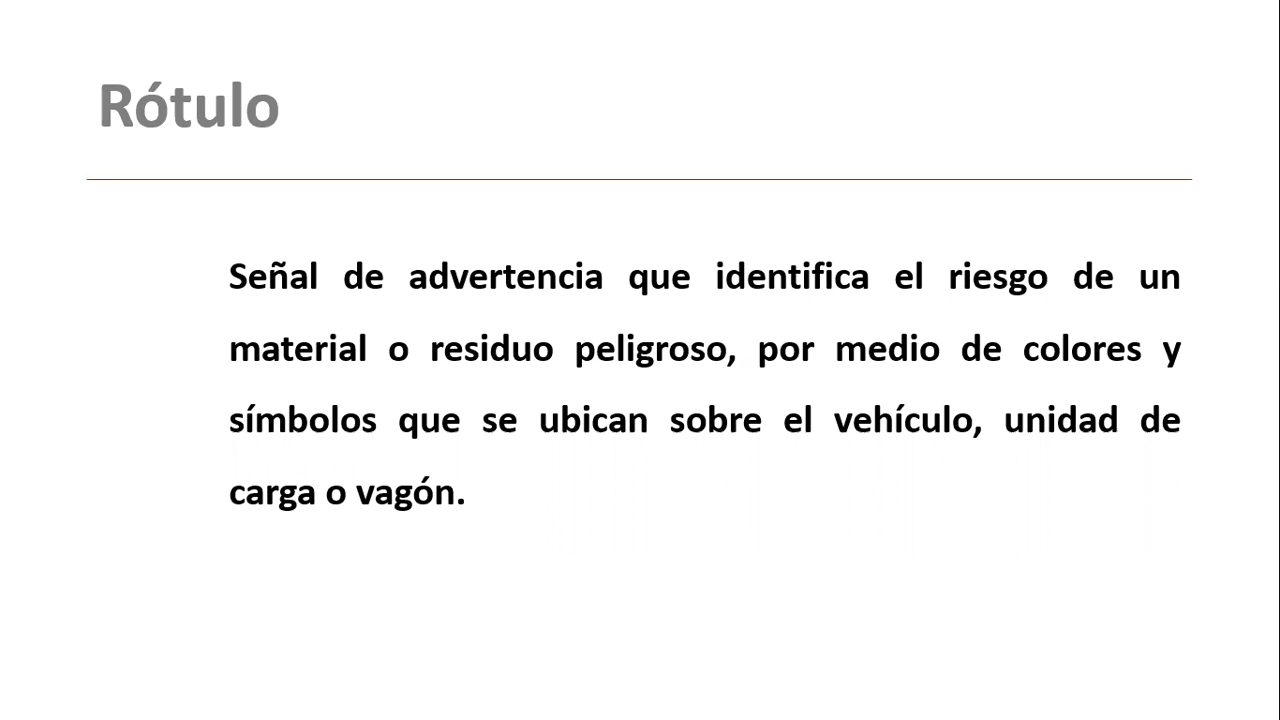 Rótulo
Señal de advertencia que identifica el riesgo de un
material o residuo peligroso, por medio de colores y
símbolos que se ubican sobre el vehículo, unidad de
carga o vagón.